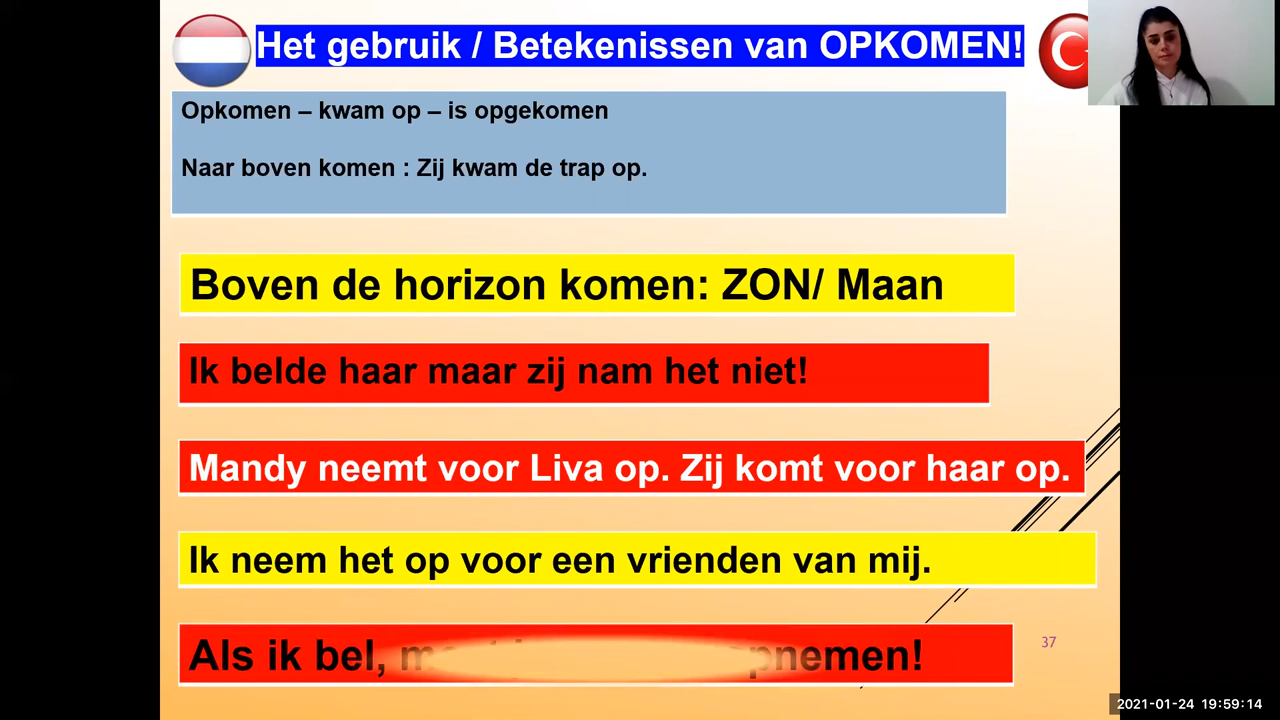 Het gebruik / Betekenissen van OPKOMEN!
Opkomen – kwam op – is opgekomen
Naar boven komen : Zij kwam de trap op.
Boven de horizon komen: ZON/ Maan
Ik belde haar maar zij nam het niet!
Mandy neemt voor Liva op. Zij komt voor haar op.
Ik neem het op voor een vrienden van mij.
Als ik bel, opnemen!
37
2021-01-24 19:59:14